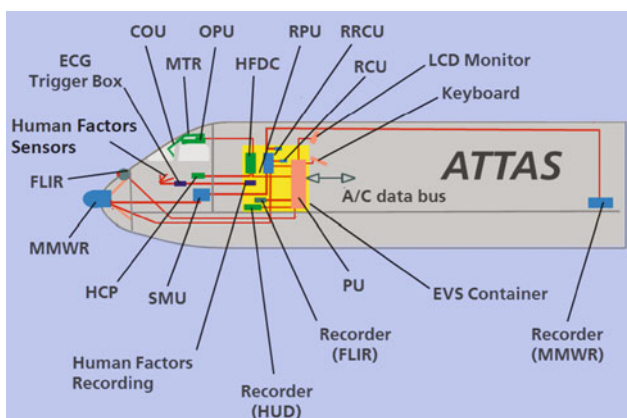 COU
OPU
RPU
RRCU
ECG
Trigger Box
MTR
HFDC
RCU
LCD Monitor
Keyboard
Human Factors
Sensors
FLIR
ATTAS
A/C data bus
MMWR
HCP
SMU
PU
EVS Container
Human Factors
Recording
Recorder
(HUD)
Recorder
(FLIR)
Recorder
(MMWR)